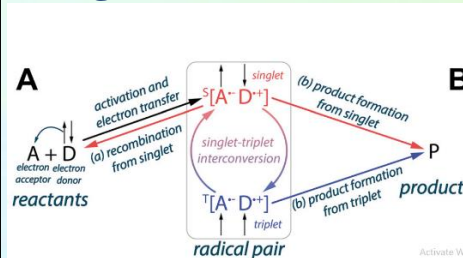 A
B
activation and
electron transfer
singlet
S[A•- D•+]
(b) product formation
from singlet
(a) recombination
from singlet
A + D
electron acceptor
electron donor
reactants
singlet-triplet
interconversion
P
product
(b) product formation
from triplet
T[A•- D•+]
triplet
radical pair
Activate W